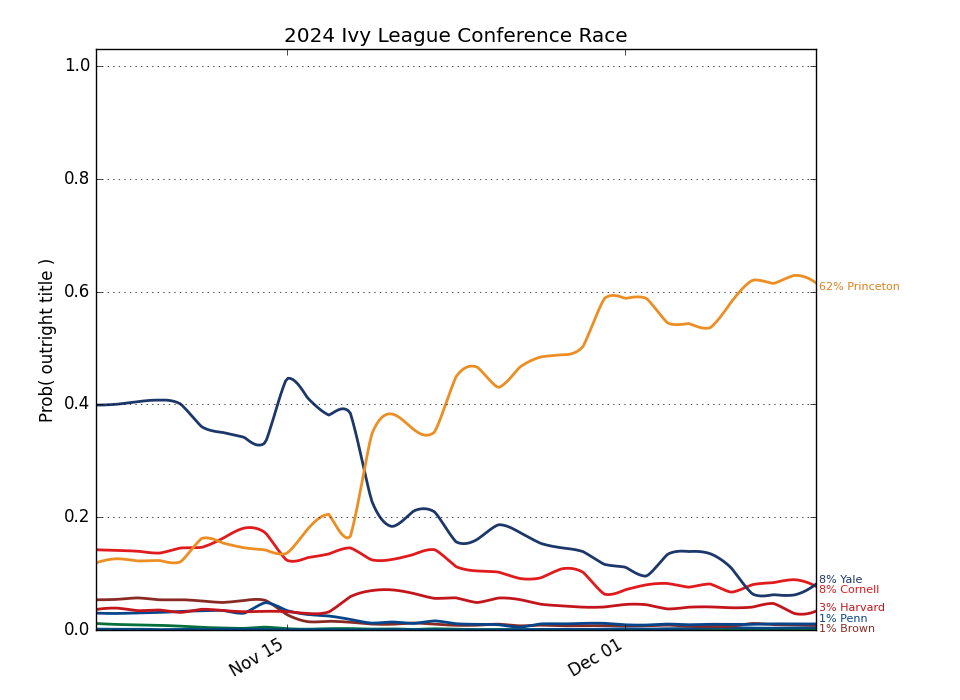 2024 Ivy League Conference Race
Prob( outright title )
1.0
0.8
0.6
0.4
0.2
0.0
Nov 15
Dec 01
62% Princeton
8% Yale
8% Cornell
3% Harvard
1% Penn
1% Brown